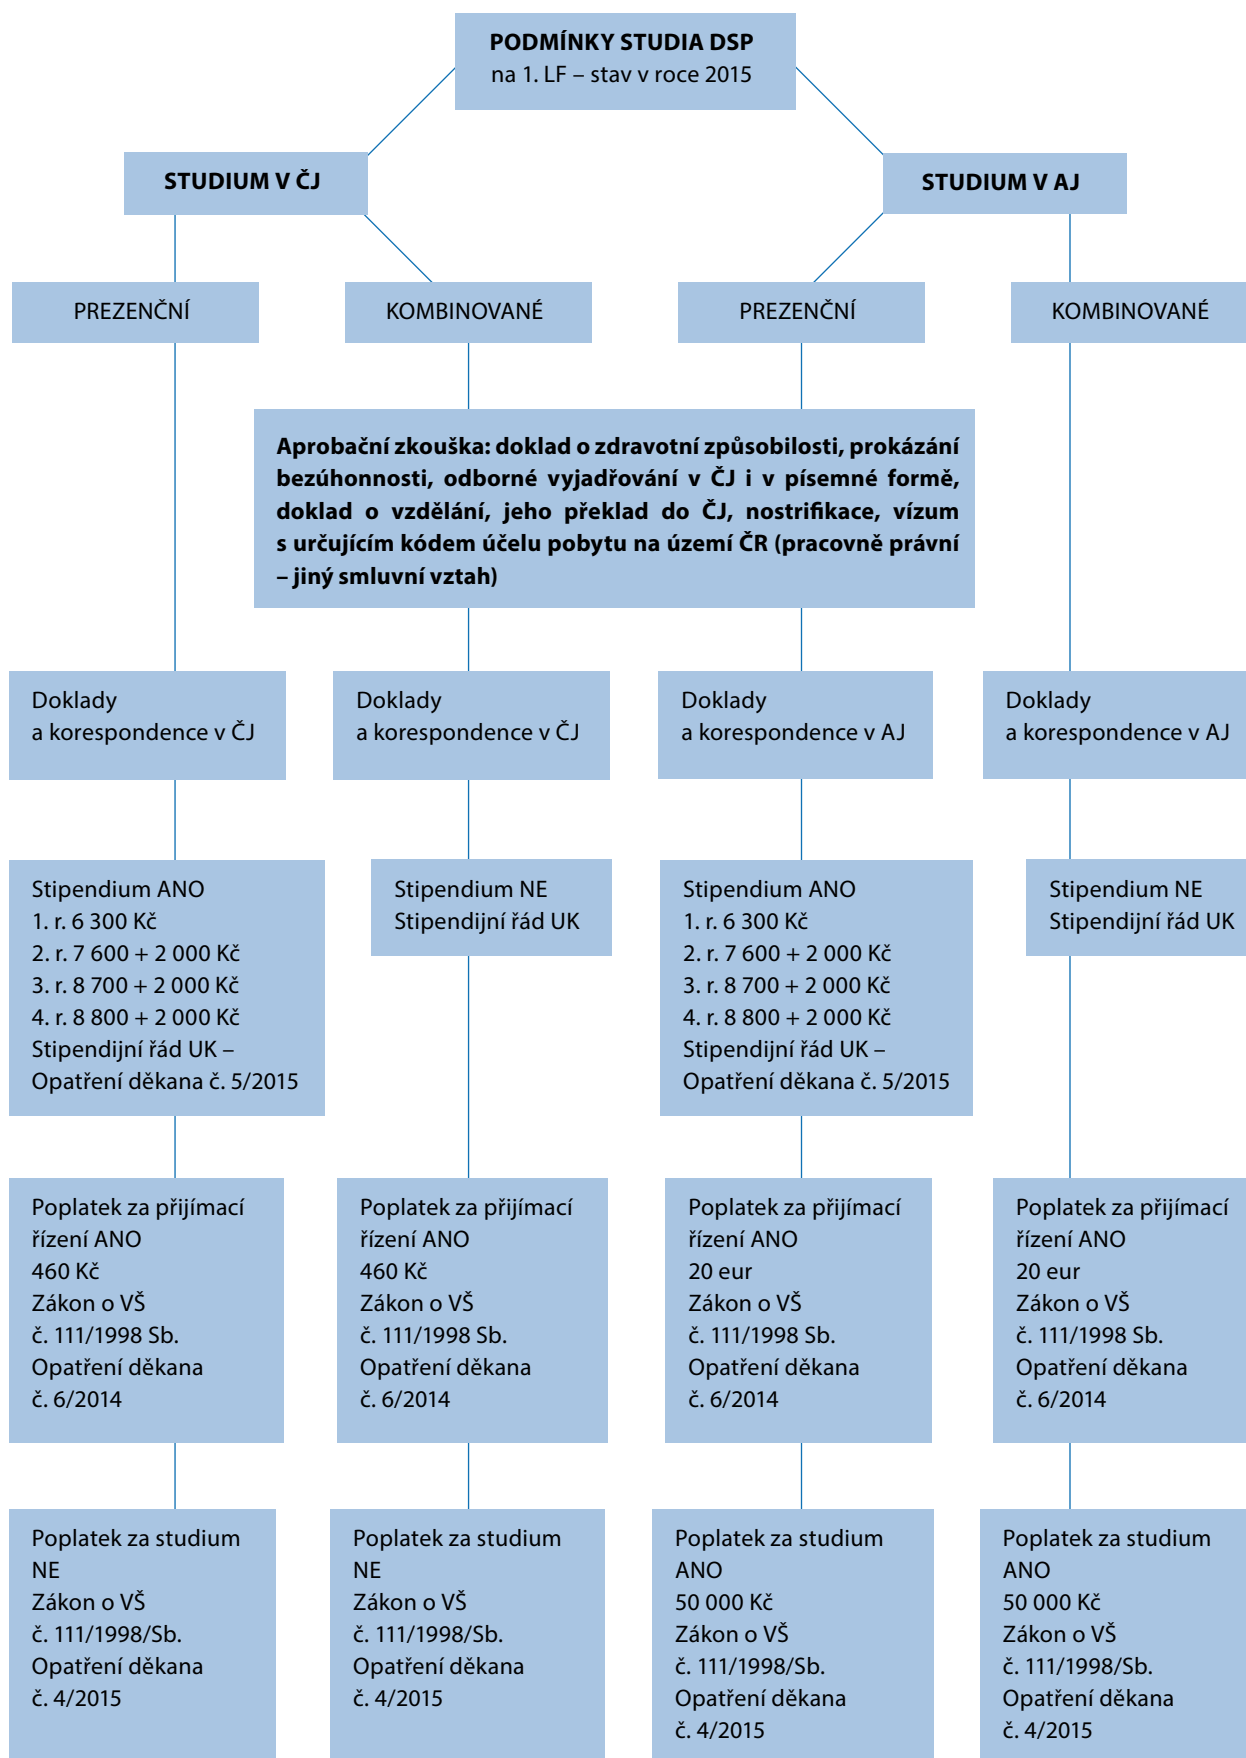 PODMÍNKY STUDIA DSP
na 1. LF – stav v roce 2015
STUDIUM V ČJ
STUDIUM V AJ
PREZENČNÍ
KOMBINOVANÉ
PREZENČNÍ
KOMBINOVANÉ
Aprobační zkouška: doklad o zdravotní způsobilosti, prokázání
bezúhonnosti, odborné vyjadřování v ČJ i v písemné formě,
doklad o vzdělání, jeho překlad do ČJ, nostrifikace, vízum
s určujícím kódem účelu pobytu na území ČR (pracovně právní
– jiný smluvní vztah)
Doklady
a korespondence v ČJ
Doklady
a korespondence v ČJ
Doklady
a korespondence v AJ
Doklady
a korespondence v AJ
Stipendium ANO
1. r. 6 300 Kč
2. r. 7 600 + 2 000 Kč
3. r. 8 700 + 2 000 Kč
4. r. 8 800 + 2 000 Kč
Stipendijní řád UK –
Opatření děkana č. 5/2015
Stipendium NE
Stipendijní řád UK
Stipendium ANO
1. r. 6 300 Kč
2. r. 7 600 + 2 000 Kč
3. r. 8 700 + 2 000 Kč
4. r. 8 800 + 2 000 Kč
Stipendijní řád UK –
Opatření děkana č. 5/2015
Stipendium NE
Stipendijní řád UK
Poplatek za přijímací
řízení ANO
460 Kč
Zákon o VŠ
č. 111/1998 Sb.
Opatření děkana
č. 6/2014
Poplatek za přijímací
řízení ANO
460 Kč
Zákon o VŠ
č. 111/1998 Sb.
Opatření děkana
č. 6/2014
Poplatek za přijímací
řízení ANO
20 eur
Zákon o VŠ
č. 111/1998 Sb.
Opatření děkana
č. 6/2014
Poplatek za přijímací
řízení ANO
20 eur
Zákon o VŠ
č. 111/1998 Sb.
Opatření děkana
č. 6/2014
Poplatek za studium
NE
Zákon o VŠ
č. 111/1998/Sb.
Opatření děkana
č. 4/2015
Poplatek za studium
NE
Zákon o VŠ
č. 111/1998/Sb.
Opatření děkana
č. 4/2015
Poplatek za studium
ANO
50 000 Kč
Zákon o VŠ
č. 111/1998/Sb.
Opatření děkana
č. 4/2015
Poplatek za studium
ANO
50 000 Kč
Zákon o VŠ
č. 111/1998/Sb.
Opatření děkana
č. 4/2015